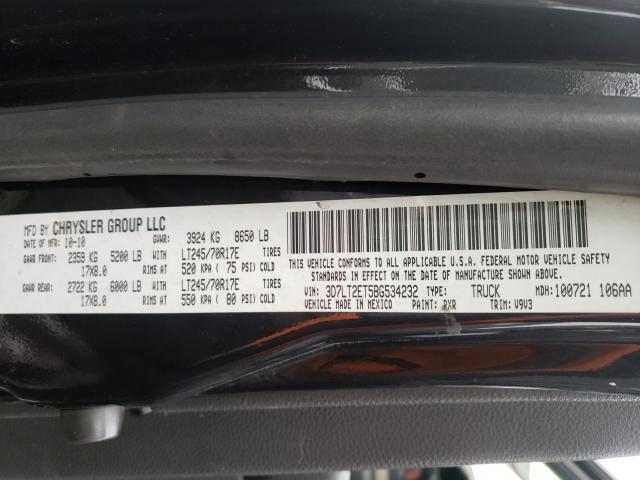 MFD BY CHRYSLER GROUP LLC
DATE OF MFR: 10-10 GVWR: 3924 KG 8650 LB
GAWR FRONT: 2359 KG 5200 LB WITH LT245/70R17E TIRES
17X8.0 RIMS AT 520 KPA ( 75 PSI) COLD
GAWR REAR: 2722 KG 6000 LB WITH LT245/70R17E TIRES
17X8.0 RIMS AT 550 KPA ( 80 PSI) COLD
THIS VEHICLE CONFORMS TO ALL APPLICABLE U.S.A. FEDERAL MOTOR VEHICLE SAFETY
STANDARDS IN EFFECT ON THE DATE OF MANUFACTURE SHOWN ABOVE.
VIN: 3D7LT2ET5BG534232 TYPE: TRUCK MDH: 100721 106AA
VEHICLE MADE IN MEXICO PAINT: PXR TRIM: V9V3